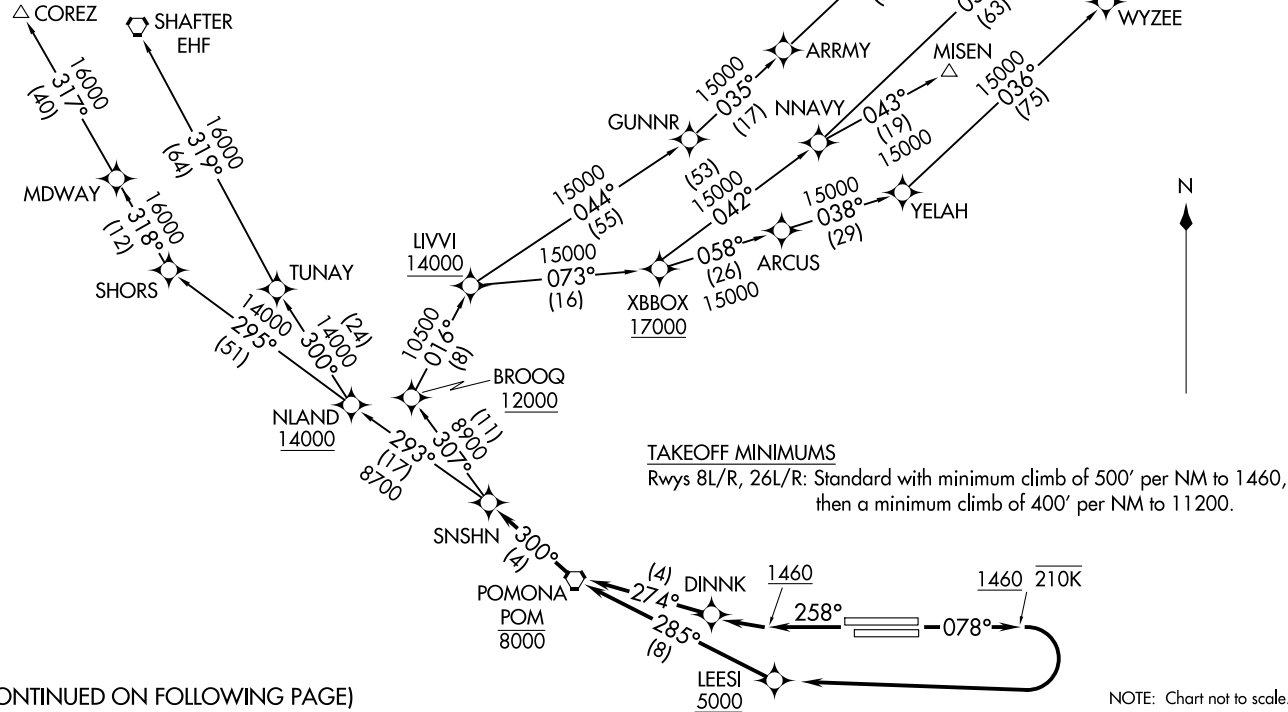 COREZ
SHAFTER
EHF
16000
317°
(40)
16000
319°
(64)
MDWAY
16000
318°
(12)
SHORS
TUNAY
14000
295°
(51)
(24)
14000
300°
NLAND
14000
LIVVI
14000
10500
016°
(8)
BROOQ
12000
(11)
8900
307°
293°
(17)
8700
SNSHN
300°
(4)
POMONA
POM
8000
(4)
274°
DINNK
285°
(8)
LEESI
5000
1460
258°
078°
1460
210K
15000
044°
(55)
GUNNR
15000
035°
(17)
ARRMY
15000
073°
(16)
XBBOX
17000
(53)
15000
042°
NNAVY
(63)
043°
(19)
15000
MISEN
058°
(26)
15000
ARCUS
15000
038°
(29)
YELAH
15000
036°
(75)
WYZEE
N
TAKEOFF MINIMUMS
Rwys 8L/R, 26L/R: Standard with minimum climb of 500' per NM to 1460,
then a minimum climb of 400' per NM to 11200.
ONTINUED ON FOLLOWING PAGE)
NOTE: Chart not to scale.